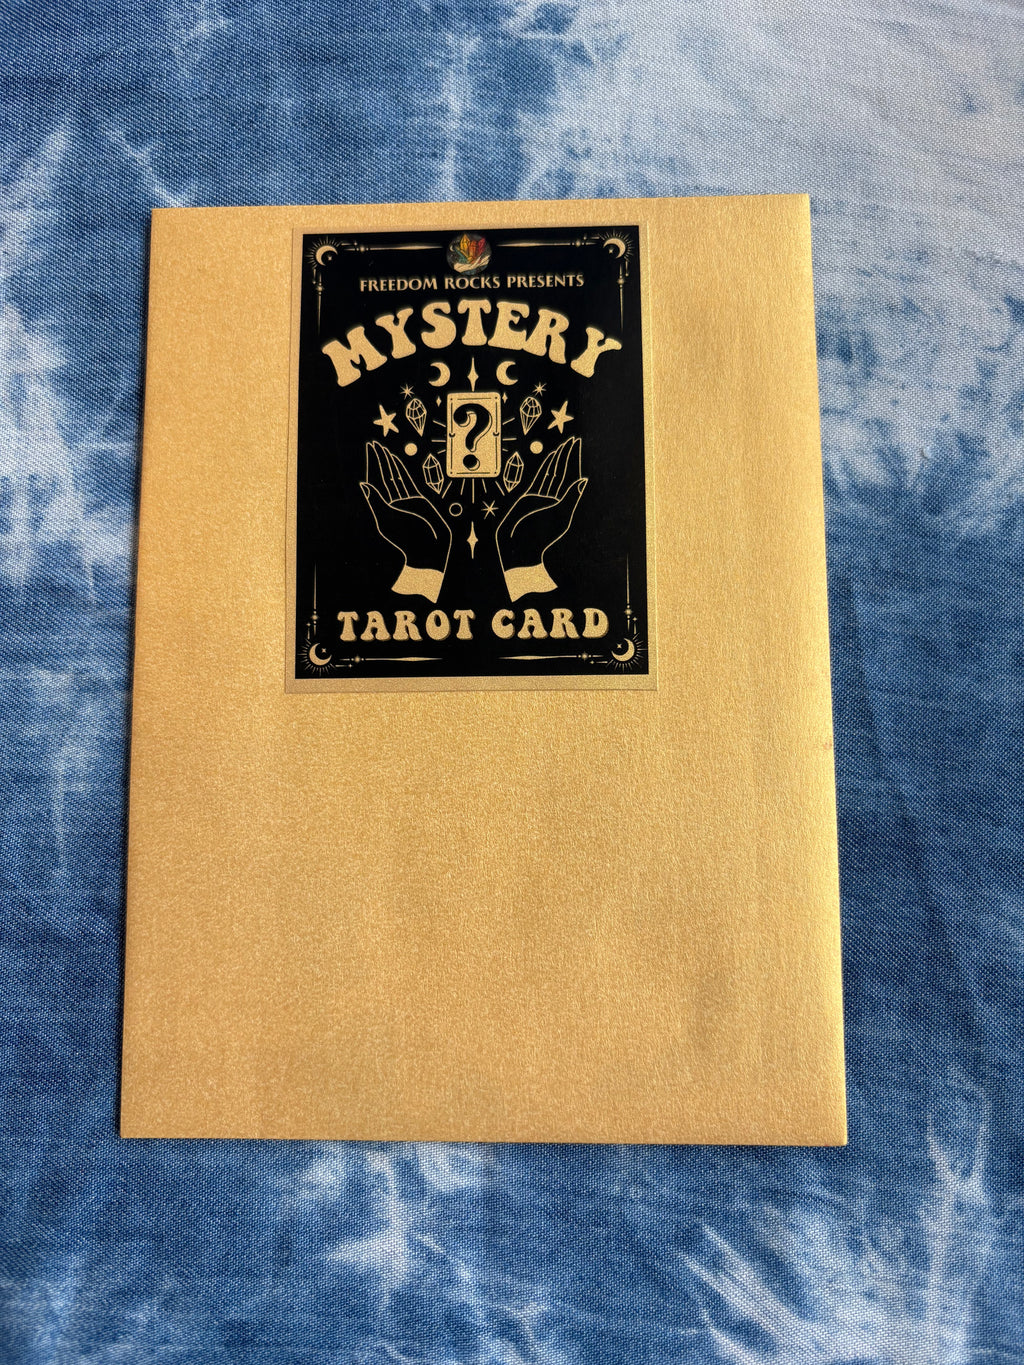 FREEDOM ROCKS PRESENTS
MYSTERY
?
TAROT CARD